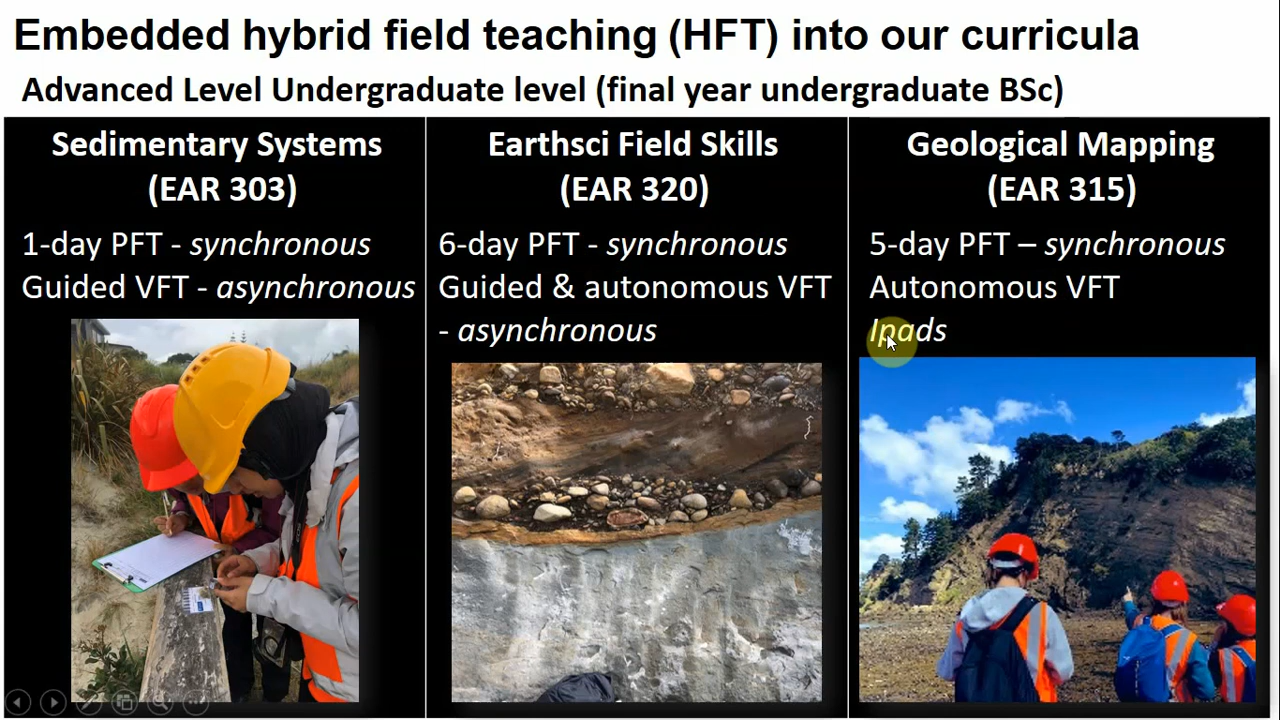 Embedded hybrid field teaching (HFT) into our curricula
Advanced Level Undergraduate level (final year undergraduate BSc)
Sedimentary Systems
(EAR 303)
1-day PFT - synchronous
Guided VFT - asynchronous
Earthsci Field Skills
(EAR 320)
6-day PFT - synchronous
Guided & autonomous VFT
- asynchronous
Geological Mapping
(EAR 315)
5-day PFT – synchronous
Autonomous VFT
Ipads